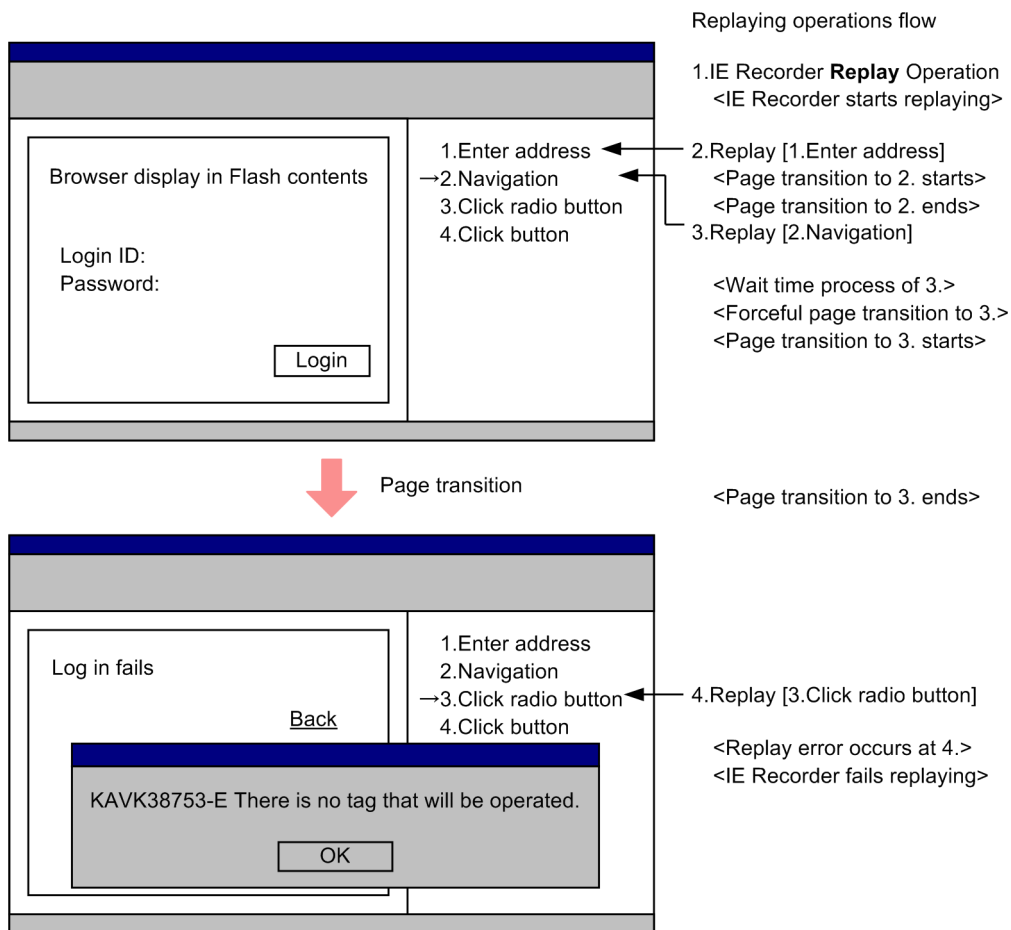 Replaying operations flow
1.IE Recorder Replay Operation
<IE Recorder starts replaying>
Browser display in Flash contents
Login ID:
Password:
Login
1.Enter address
→2.Navigation
3.Click radio button
4.Click button
2.Replay [1.Enter address]
<Page transition to 2. starts>
<Page transition to 2. ends>
3.Replay [2.Navigation]
<Wait time process of 3.>
<Forceful page transition to 3.>
<Page transition to 3. starts>
Page transition
<Page transition to 3. ends>
Log in fails
Back
1.Enter address
2.Navigation
→3.Click radio button
4.Click button
4.Replay [3.Click radio button]
<Replay error occurs at 4.>
<IE Recorder fails replaying>
KAVK38753-E There is no tag that will be operated.
OK